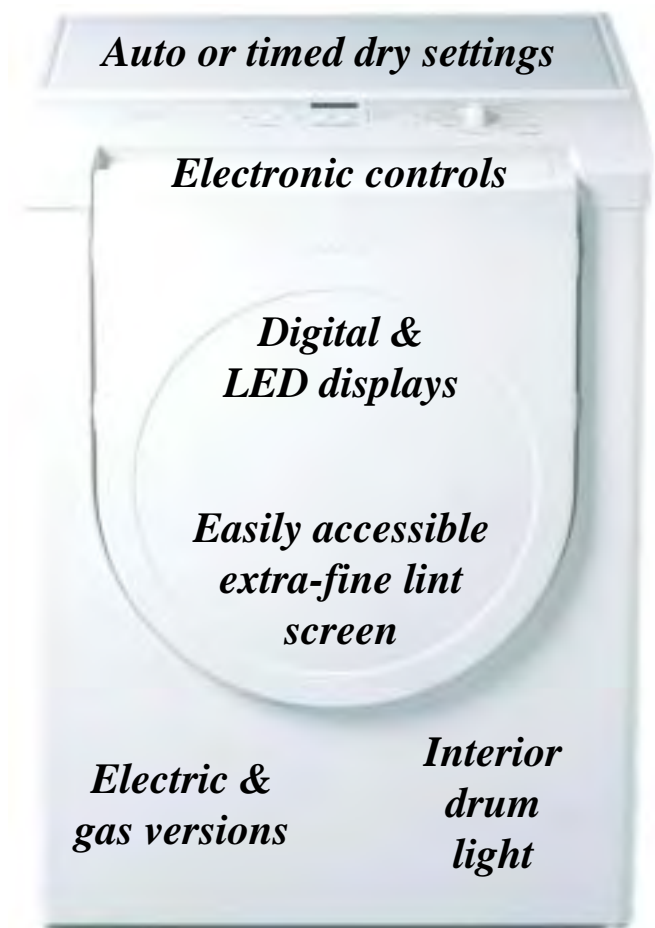 Auto or timed dry settings
Electronic controls
Digital &
LED displays
Easily accessible
extra-fine lint
screen
Electric &
gas versions
Interior
drum
light